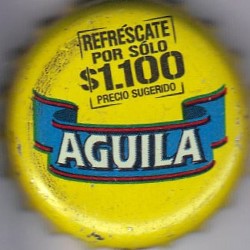 REFRÉSCATE
POR SÓLO
$1.100
PRECIO SUGERIDO
AGUILA